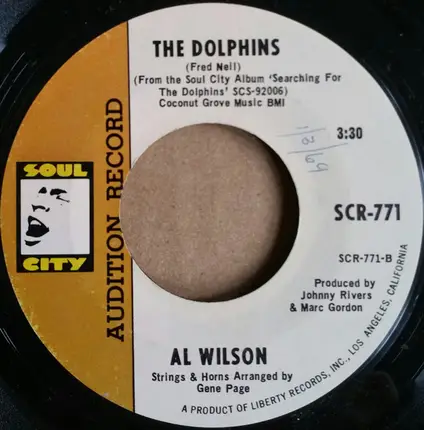 THE DOLPHINS
(Fred Neil)
(From the Soul City Album 'Searching For
The Dolphins' SCS-92006)
Coconut Grove Music BMI
3:30
SOUL
CITY
AUDITION RECORD
SCR-771
SCR-771-B
Produced by
Johnny Rivers
& Marc Gordon
AL WILSON
Strings & Horns Arranged by
Gene Page
A PRODUCT OF LIBERTY RECORDS, INC., LOS ANGELES, CALIFORNIA